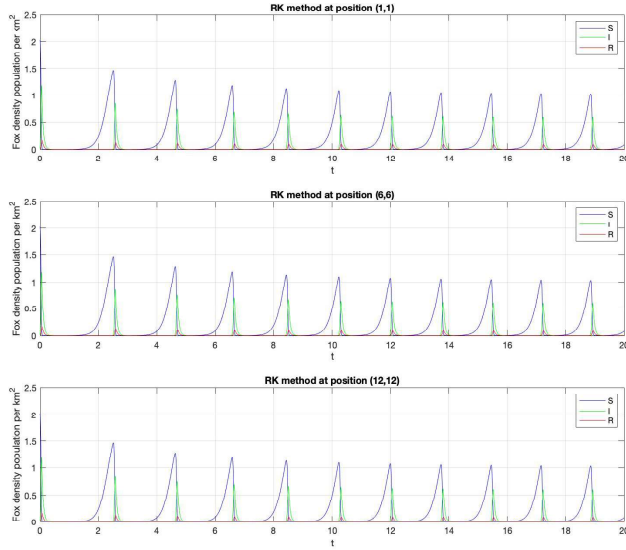 RK method at position (1,1)
Fox density population per km2
2.5
2
1.5
1
0.5
0
0 2 4 6 8 10 12 14 16 18 20
t
S
I
R
RK method at position (6,6)
Fox density population per km2
2.5
2
1.5
1
0.5
0
0 2 4 6 8 10 12 14 16 18 20
t
S
I
R
RK method at position (12,12)
Fox density population per km2
2.5
2
1.5
1
0.5
0
0 2 4 6 8 10 12 14 16 18 20
t
S
I
R